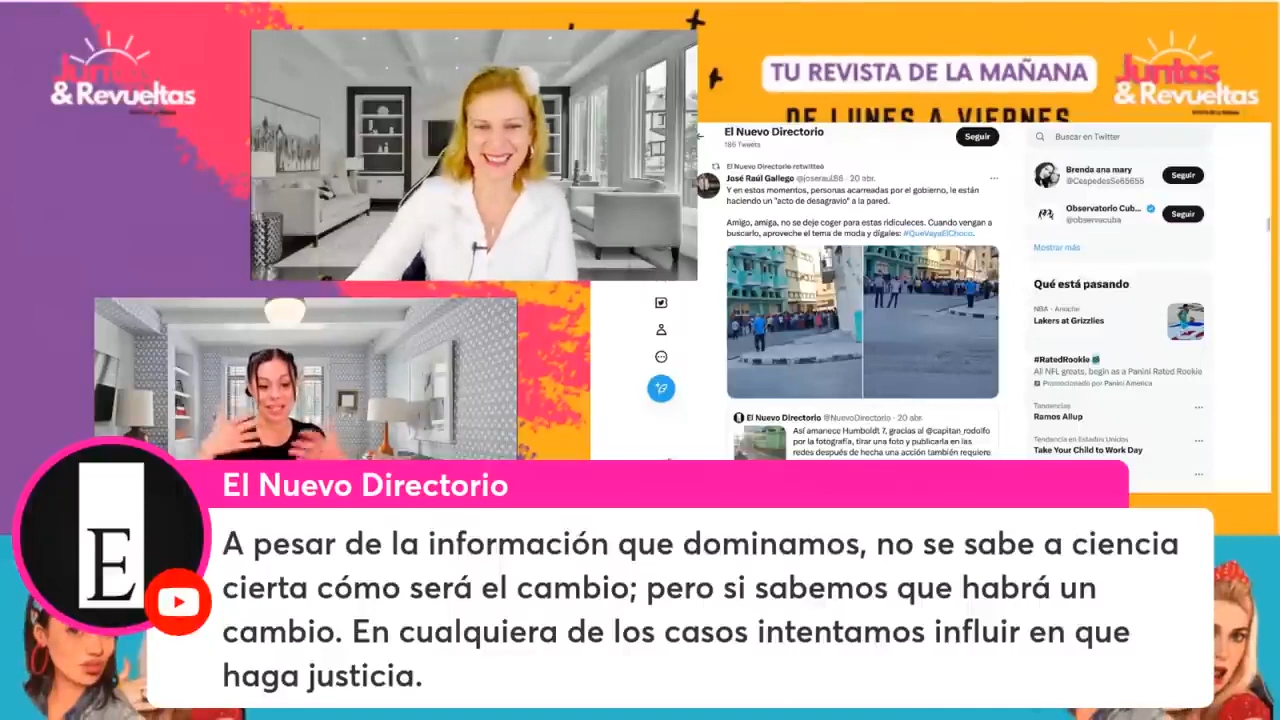 Juntas
& Revueltas
TU REVISTA DE LA MAÑANA
DE LUNES A VIERNES
Juntas
& Revueltas
El Nuevo Directorio
Seguir
El Nuevo Directorio retwitteó
José Raúl Gallego @joseraul86 · 20 abr.
Y en estos momentos, personas acarreadas por el gobierno, le están
haciendo un "acto de desagravio" a la pared.
Amigo, amiga, no se deje coger para estas ridiculeces. Cuando vengan a
buscarlo, aproveche el tema de moda y dígales: #QueVayaElChoco.
El Nuevo Directorio @NuevoDirectorio · 20 abr.
Así amanece Humboldt 7, gracias al @capitan_rodolfo
por la fotografía, tirar una foto y publicarla en las
redes después de hecha una acción también requiere
Buscar en Twitter
Brenda ana mary
@CespedesSe65655
Seguir
Observatorio Cub...
@observacuba
Seguir
Mostrar más
Qué está pasando
NBA · Anoche
Lakers at Grizzlies
#RatedRookie
All NFL greats, begin as a Panini Rated Rookie
Promocionado por Panini America
Tendencias
Ramos Allup
Tendencia en Estados Unidos
Take Your Child to Work Day
El Nuevo Directorio
E
A pesar de la información que dominamos, no se sabe a ciencia
cierta cómo será el cambio; pero si sabemos que habrá un
cambio. En cualquiera de los casos intentamos influir en que
haga justicia.